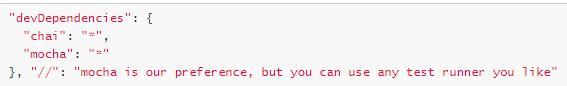 "devDependencies": {
  "chai": "*",
  "mocha": "*"
}, "//": "mocha is our preference, but you can use any test runner you like"